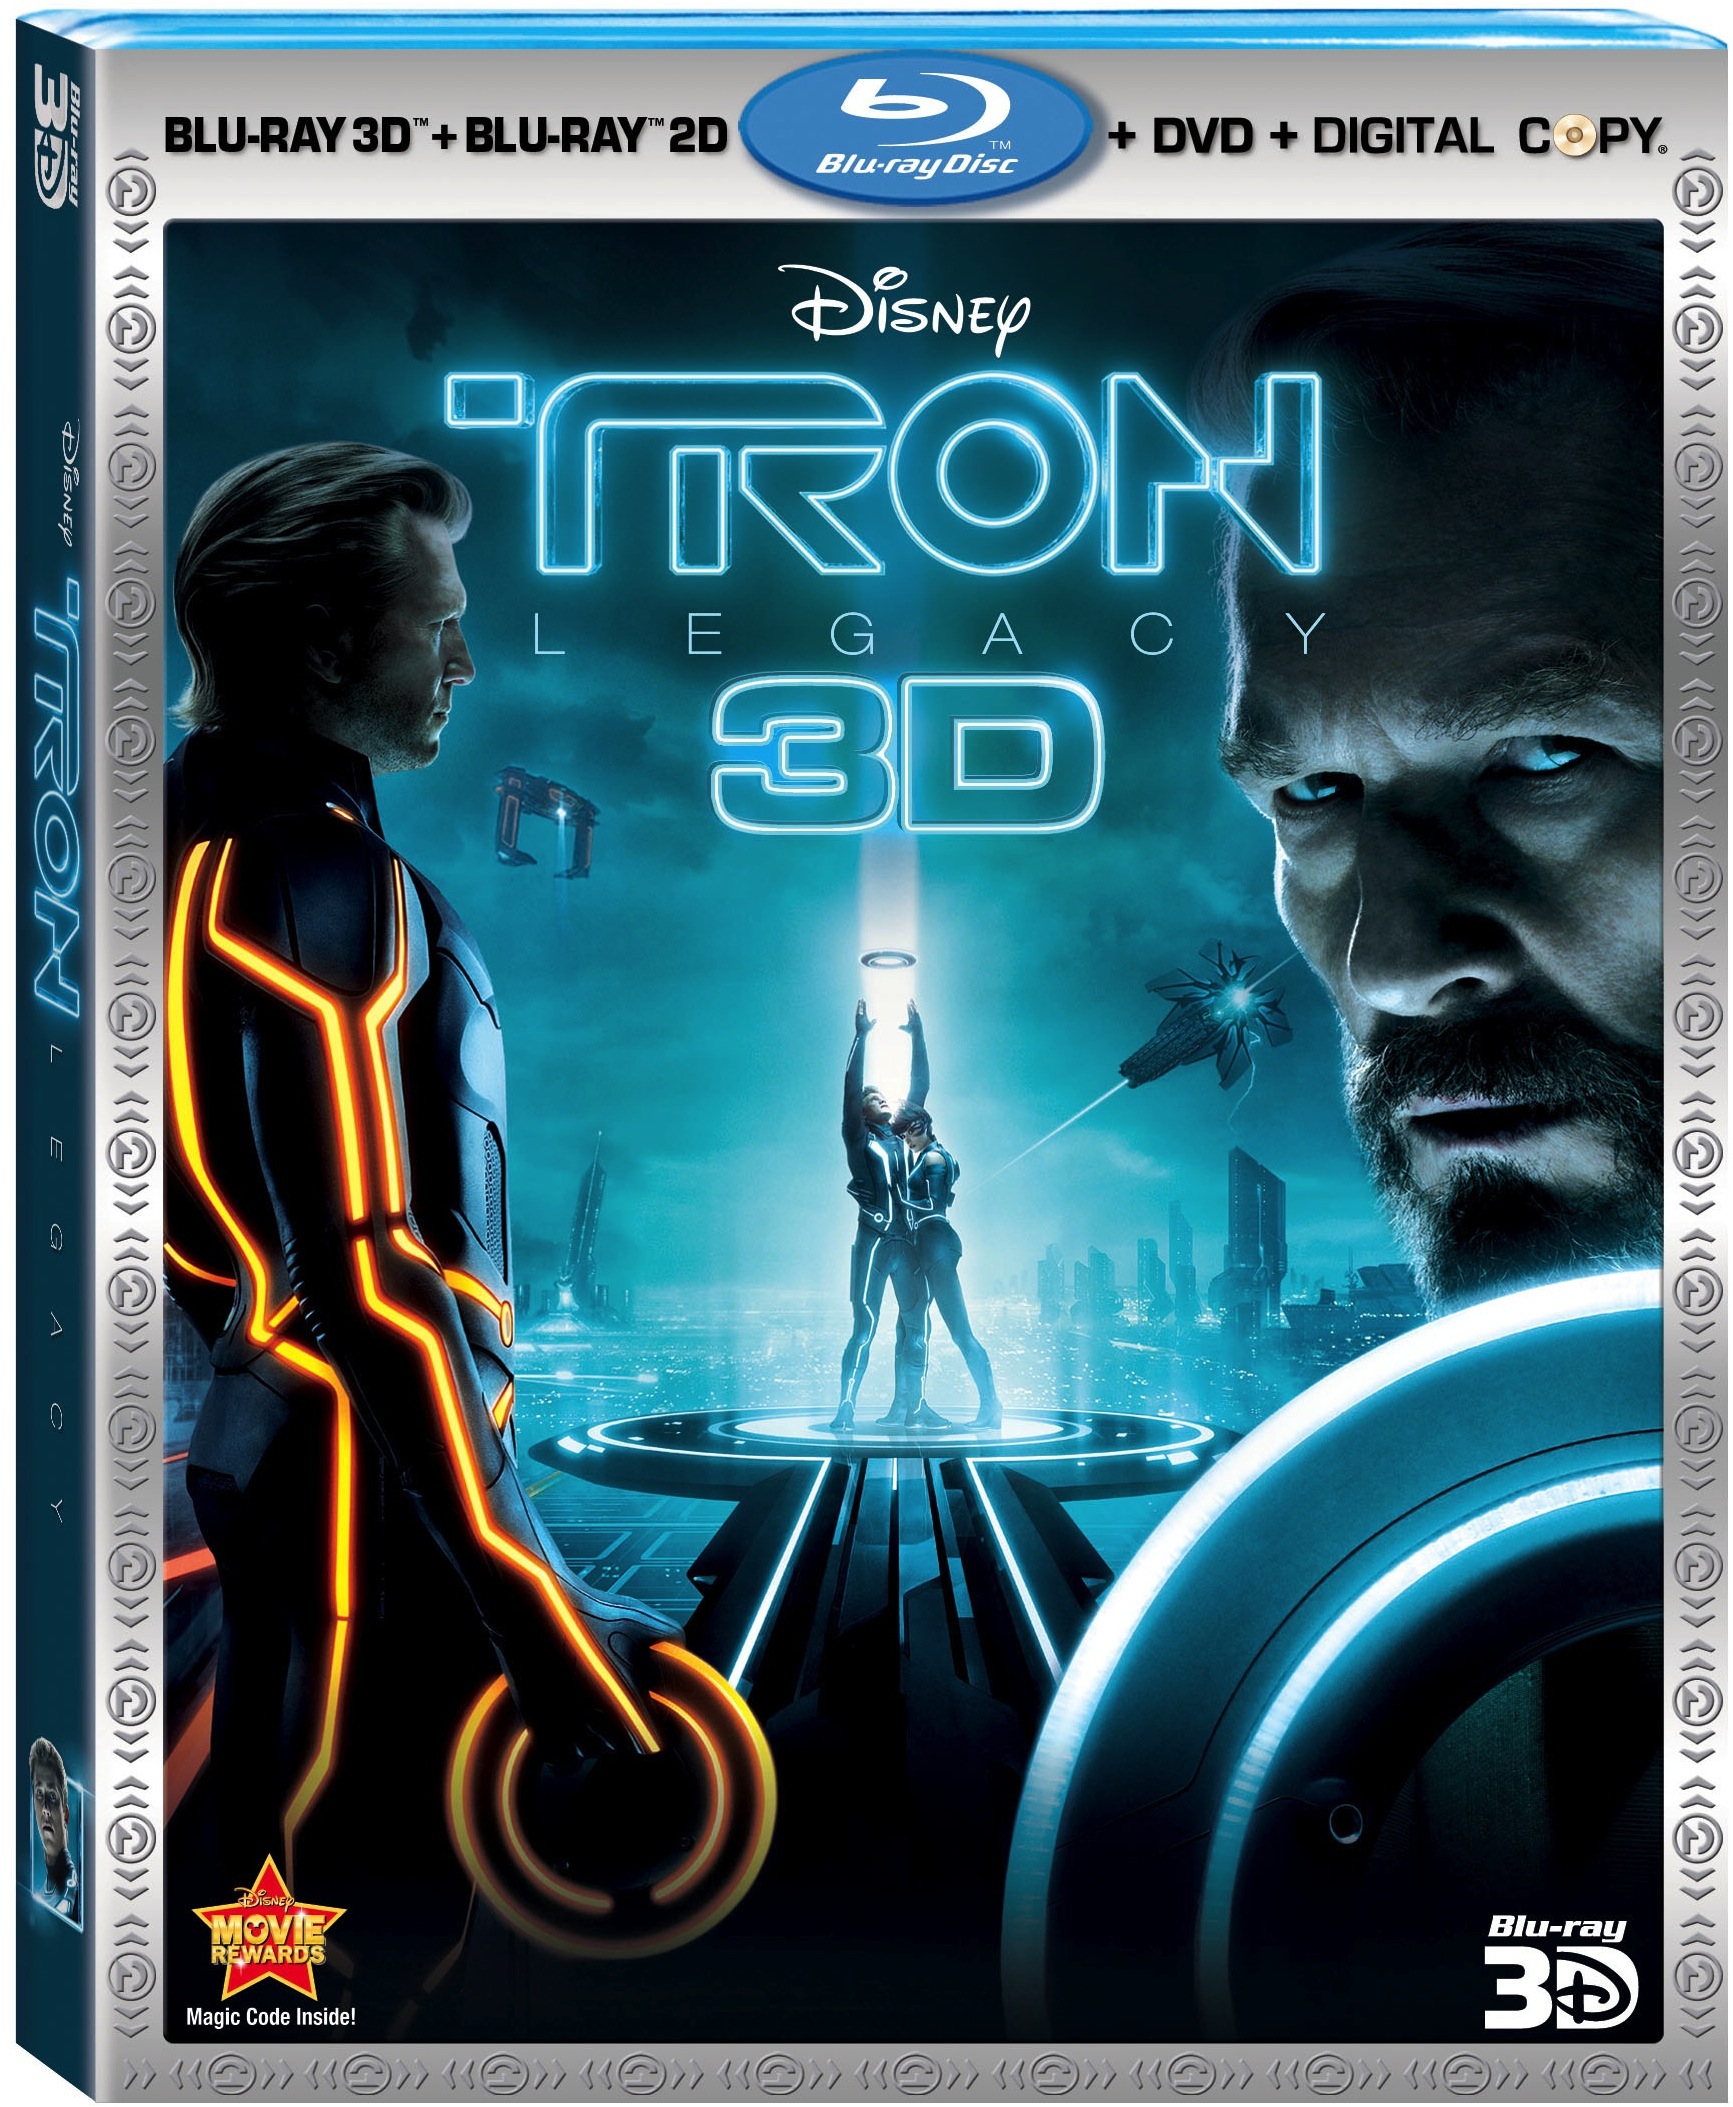 BLU-RAY 3D™ + BLU-RAY™ 2D
Blu-ray Disc™
+ DVD + DIGITAL COPY®
DISNEY
TRON
LEGACY
3D
DISNEY
MOVIE
REWARDS
Magic Code Inside!
Blu-ray
3D
Blu-ray
3D
DISNEY
TRON
LEGACY